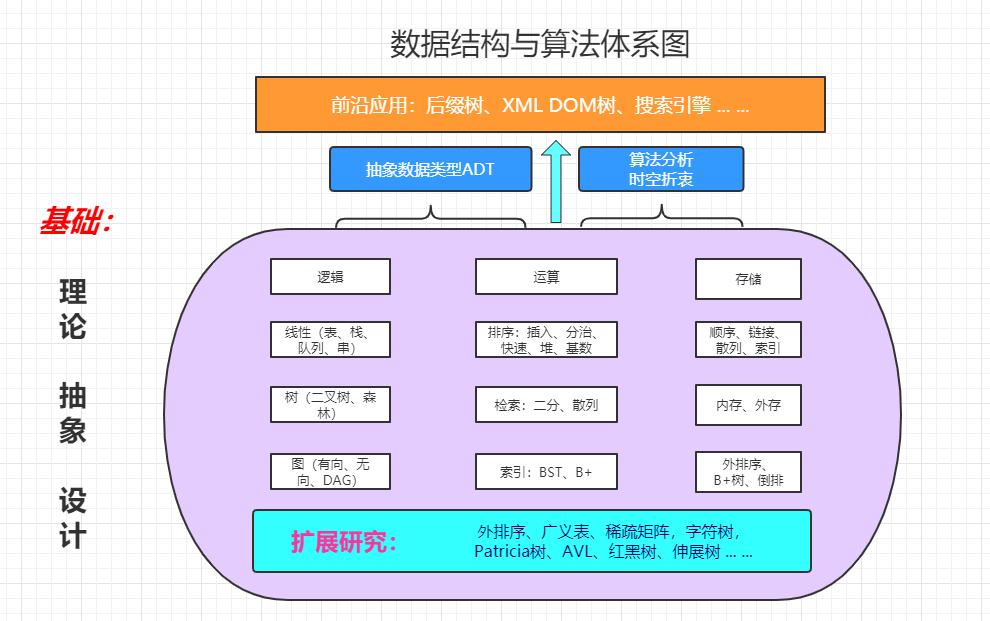 数据结构与算法体系图
前沿应用：后缀树、XML DOM树、搜索引擎 ... ...
抽象数据类型ADT
算法分析
时空折衷
基础：
理
论
抽
象
设
计
逻辑
运算
存储
线性（表、栈、
队列、串）
排序：插入、分治、
快速、堆、基数
顺序、链接、
散列、索引
树（二叉树、森
林）
检索：二分、散列
内存、外存
图（有向、无
向、DAG）
索引：BST、B+
外排序、
B+树、倒排
扩展研究：
外排序、广义表、稀疏矩阵，字符树，
Patricia树、AVL、红黑树、伸展树 ... ...